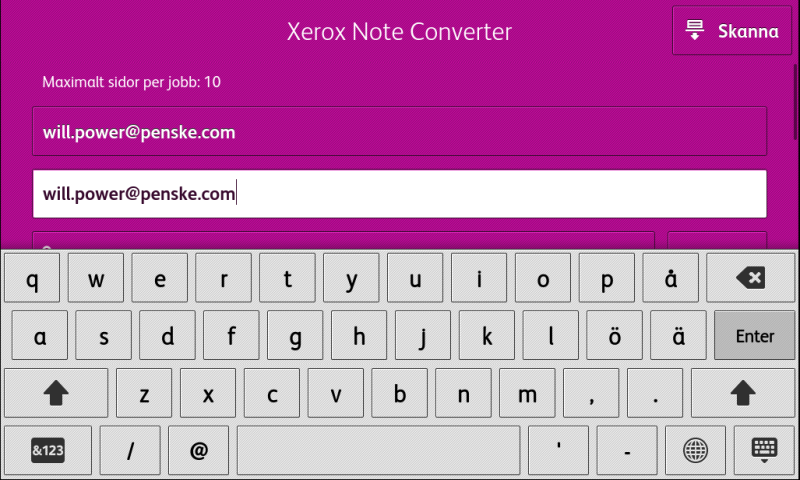 Xerox Note Converter
Skanna
Maximalt sidor per jobb: 10
will.power@penske.com
will.power@penske.com
q w e r t y u i o p å
a s d f g h j k l ö ä Enter
z x c v b n m , .
&123 / @ ' -